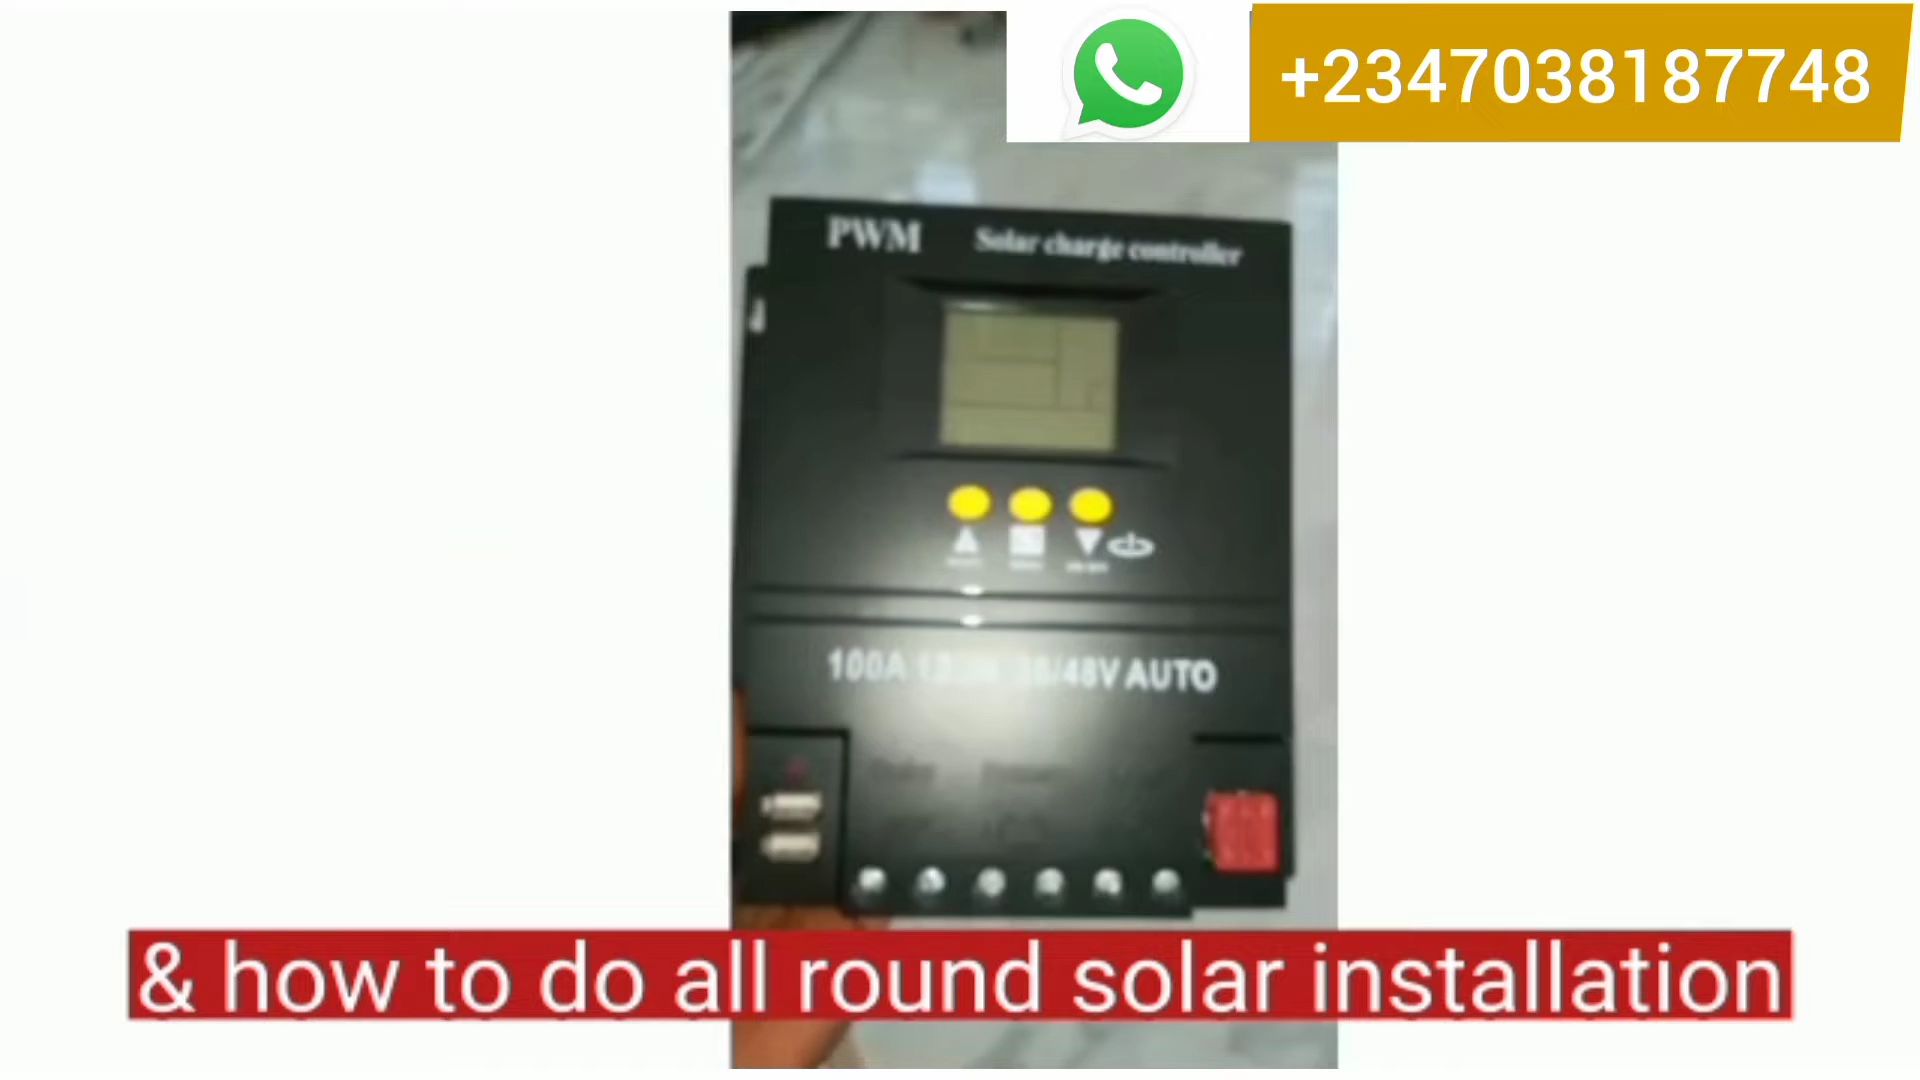 +2347038187748
PWM Solar charge controller
100A /48V AUTO
& how to do all round solar installation